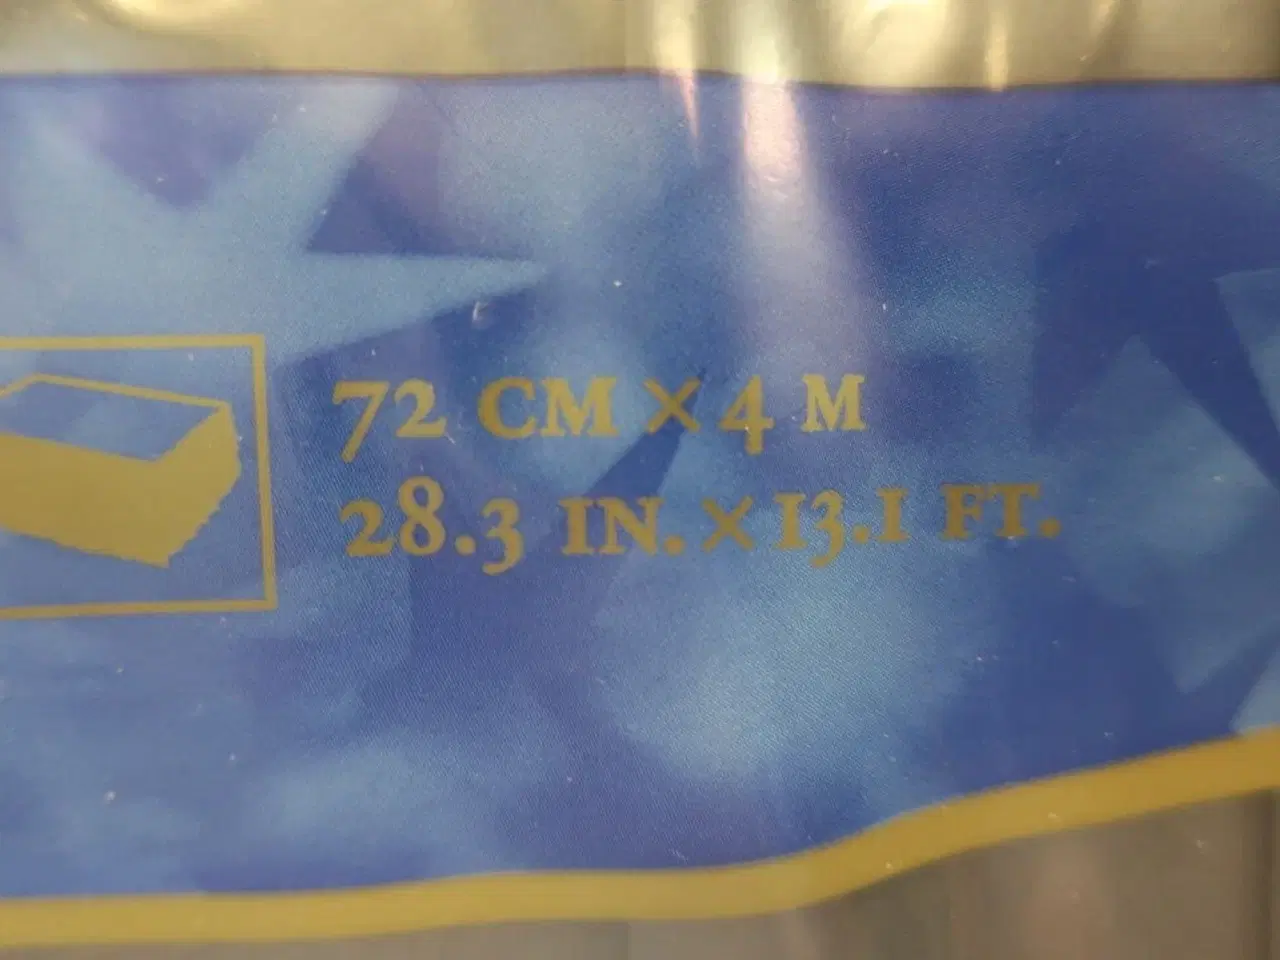 72 CM × 4 M
28.3 IN. × 13.1 FT.